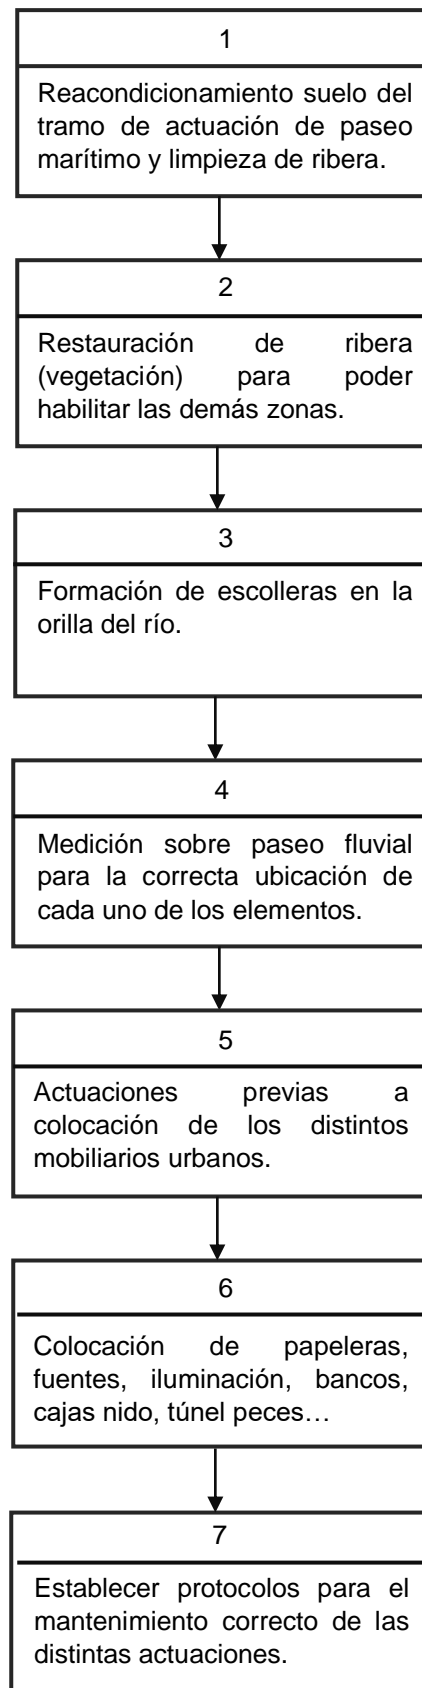 1
Reacondicionamiento suelo del
tramo de actuación de paseo
marítimo y limpieza de ribera.
2
Restauración de ribera
(vegetación) para poder
habilitar las demás zonas.
3
Formación de escolleras en la
orilla del río.
4
Medición sobre paseo fluvial
para la correcta ubicación de
cada uno de los elementos.
5
Actuaciones previas a
colocación de los distintos
mobiliarios urbanos.
6
Colocación de papeleras,
fuentes, iluminación, bancos,
cajas nido, túnel peces…
7
Establecer protocolos para el
mantenimiento correcto de las
distintas actuaciones.